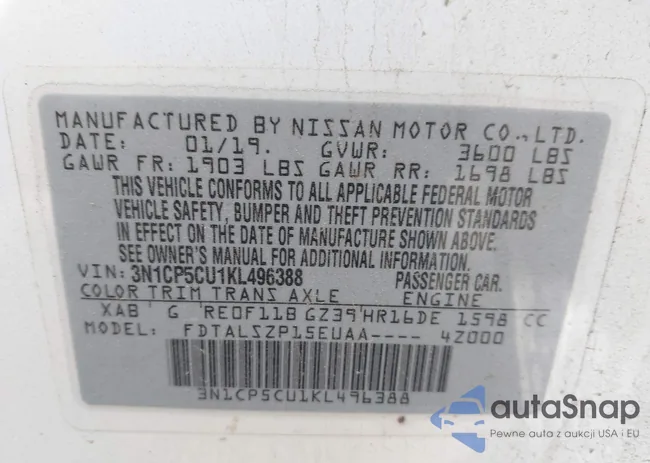 MANUFACTURED BY NISSAN MOTOR CO., LTD.
DATE: 01/19. GVWR: 3600 LBS
GAWR FR: 1903 LBS GAWR RR: 1698 LBS
THIS VEHICLE CONFORMS TO ALL APPLICABLE FEDERAL MOTOR
VEHICLE SAFETY, BUMPER AND THEFT PREVENTION STANDARDS
IN EFFECT ON THE DATE OF MANUFACTURE SHOWN ABOVE.
SEE OWNER'S MANUAL FOR ADDITIONAL INFORMATION
VIN: 3N1CP5CU1KL496388 PASSENGER CAR.
COLOR TRIM TRANS AXLE ENGINE
XAB G RE0F11B GZ39 HR16DE 1598 CC
MODEL: FDTALSZP15EUAA---- 4Z000
3N1CP5CU1KL496388
autaSnap
Pewne auta z aukcji USA i EU